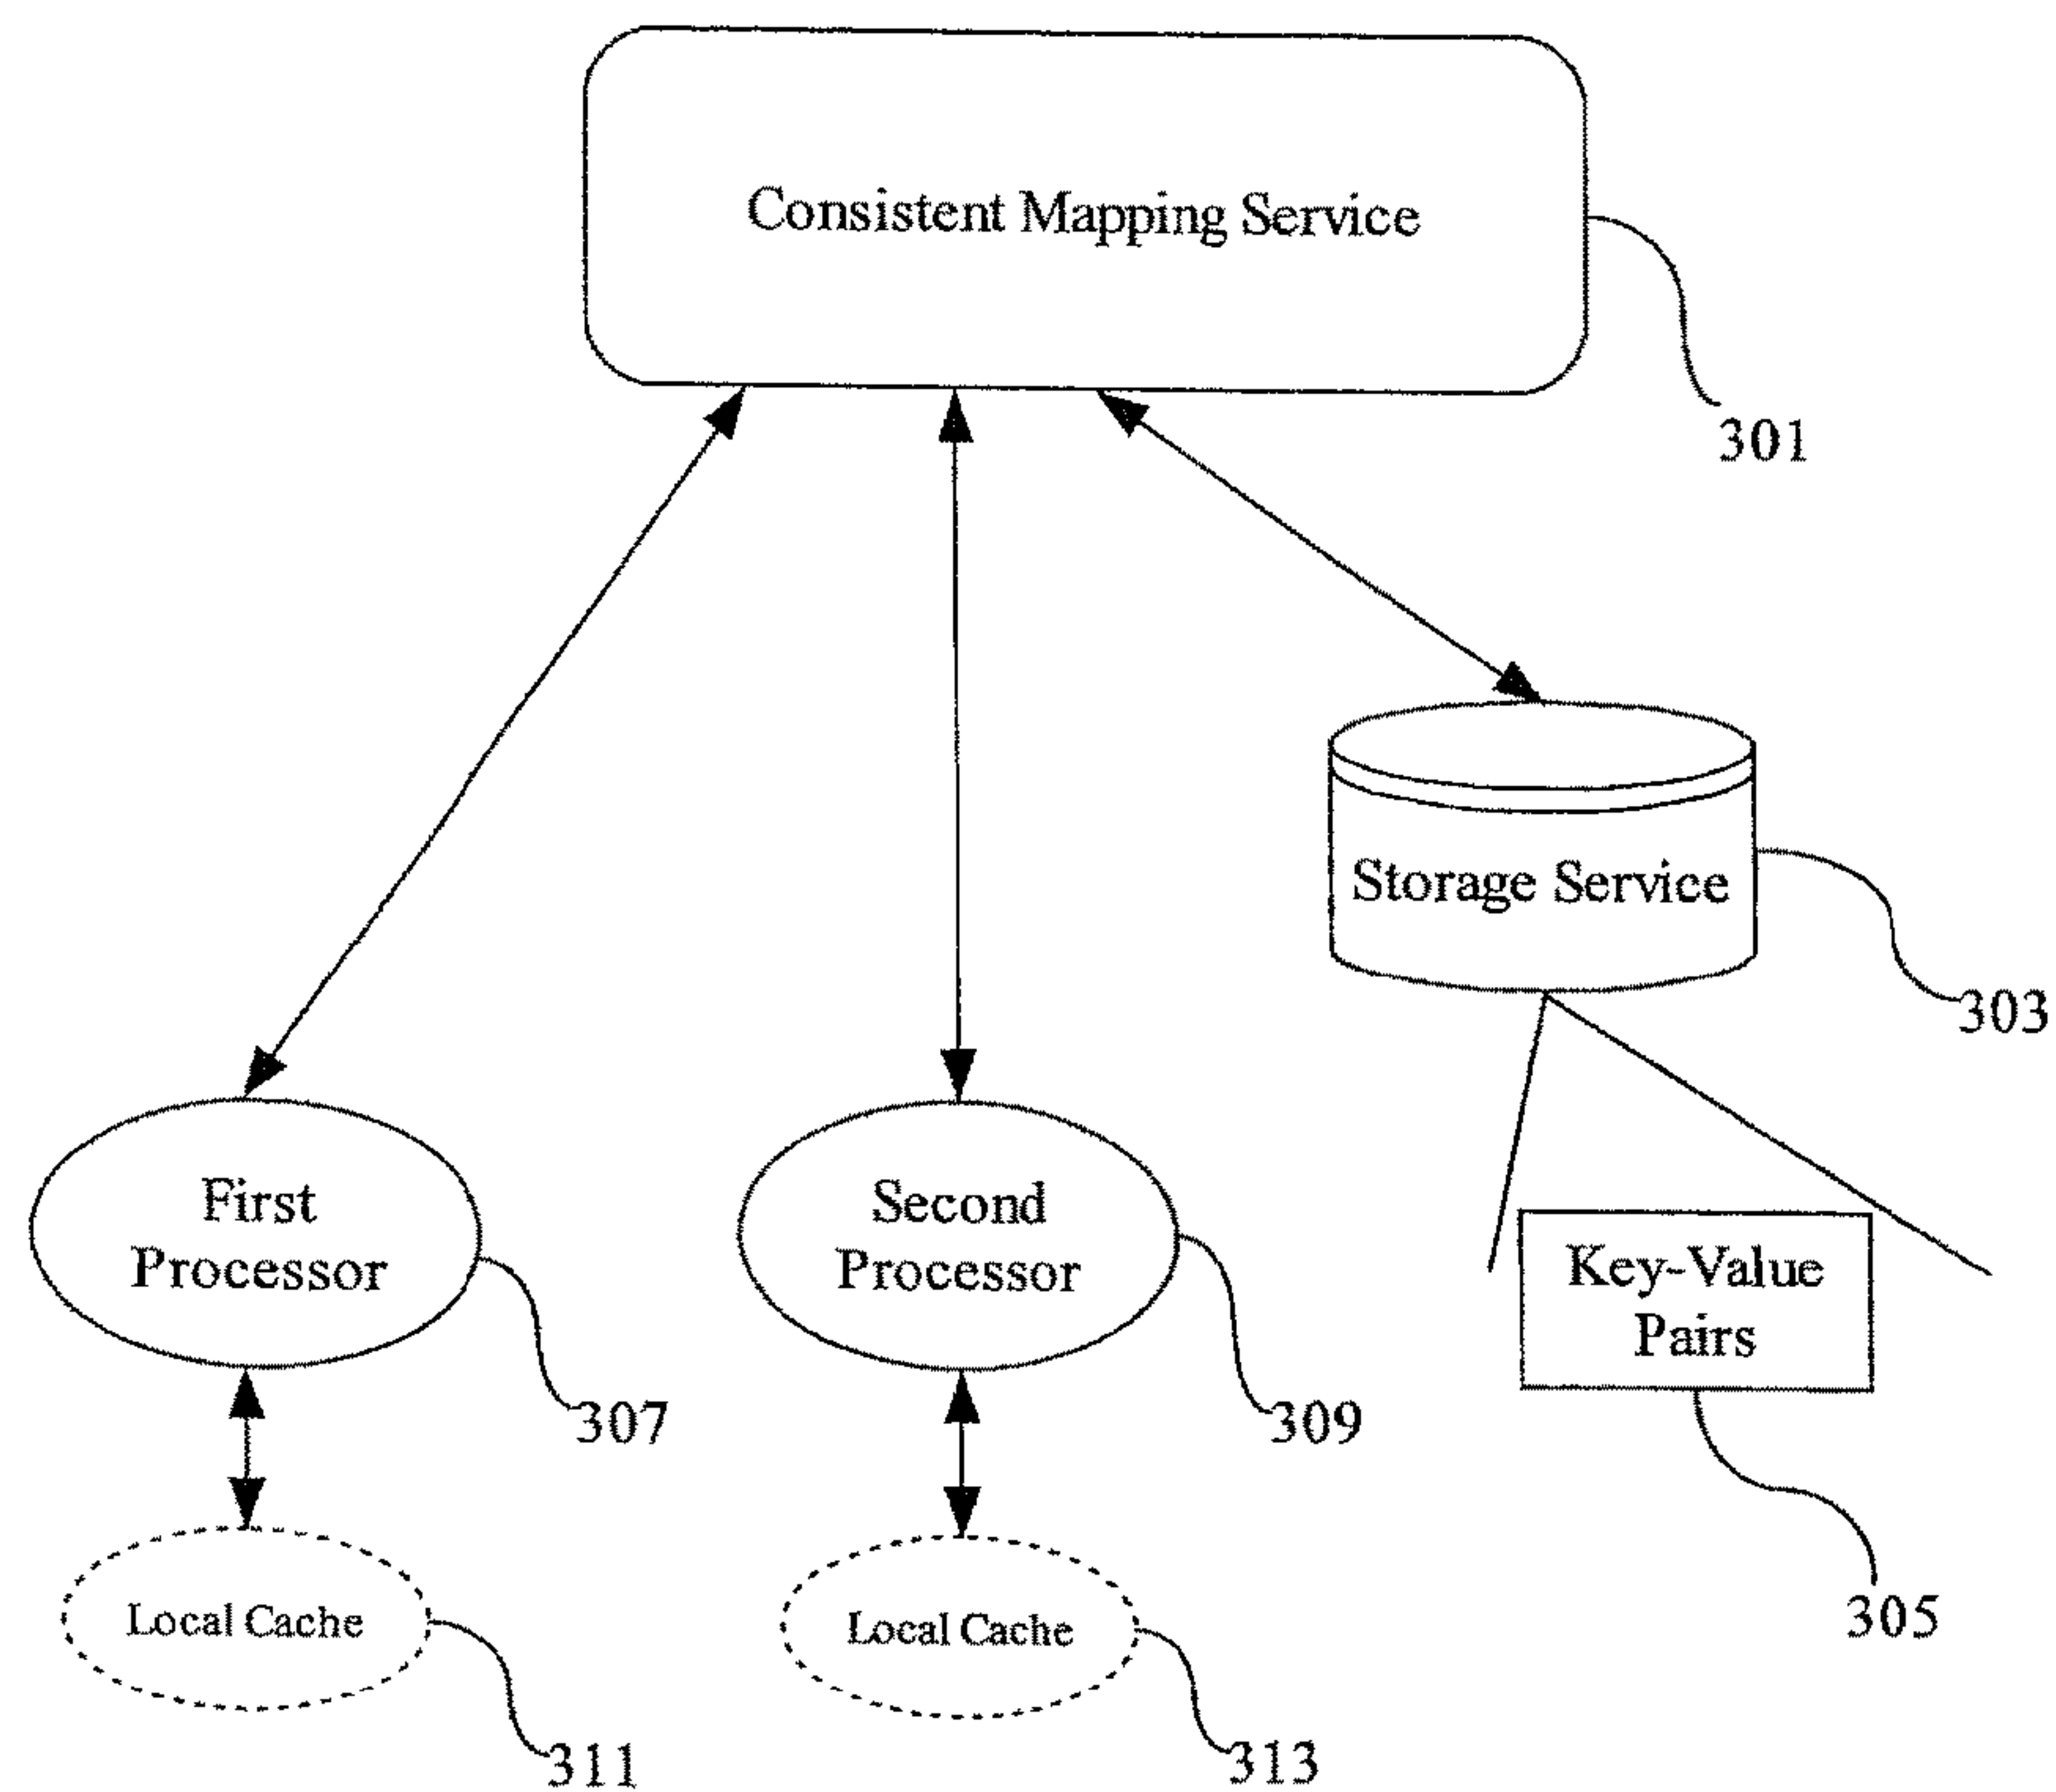 Consistent Mapping Service
301
Storage Service
303
First
Processor
307
Second
Processor
309
Key-Value
Pairs
305
Local Cache
311
Local Cache
313